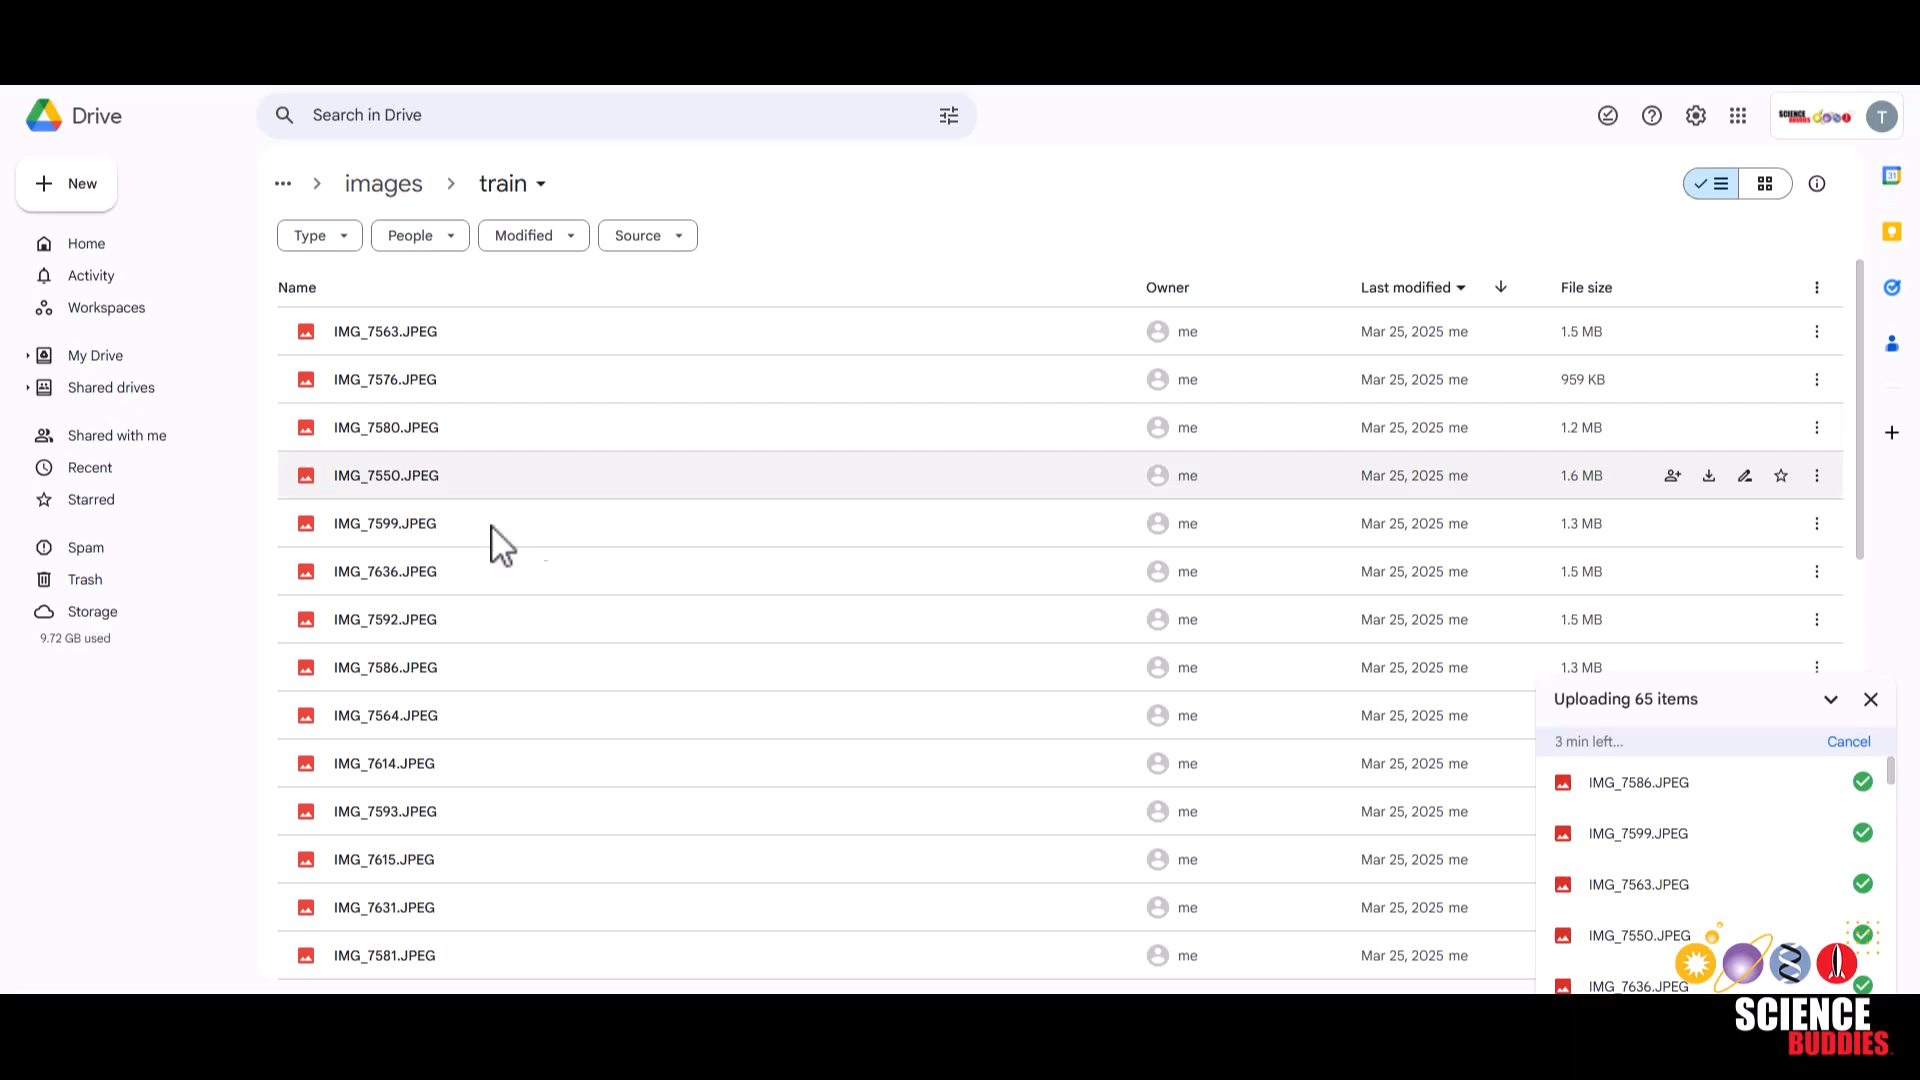 Drive
Search in Drive
SCIENCE BUDDIES
T
New
images
train
31
Type
People
Modified
Source
Home
Activity
Workspaces
My Drive
Shared drives
Shared with me
Recent
Starred
Spam
Trash
Storage
9.72 GB used
Name Owner Last modified File size
IMG_7563.JPEG me Mar 25, 2025 me 1.5 MB
IMG_7576.JPEG me Mar 25, 2025 me 959 KB
IMG_7580.JPEG me Mar 25, 2025 me 1.2 MB
IMG_7550.JPEG me Mar 25, 2025 me 1.6 MB
IMG_7599.JPEG me Mar 25, 2025 me 1.3 MB
IMG_7636.JPEG me Mar 25, 2025 me 1.5 MB
IMG_7592.JPEG me Mar 25, 2025 me 1.5 MB
IMG_7586.JPEG me Mar 25, 2025 me 1.3 MB
IMG_7564.JPEG me Mar 25, 2025 me
IMG_7614.JPEG me Mar 25, 2025 me
IMG_7593.JPEG me Mar 25, 2025 me
IMG_7615.JPEG me Mar 25, 2025 me
IMG_7631.JPEG me Mar 25, 2025 me
IMG_7581.JPEG me Mar 25, 2025 me
Uploading 65 items
3 min left... Cancel
IMG_7586.JPEG
IMG_7599.JPEG
IMG_7563.JPEG
IMG_7550.JPEG
IMG_7636.JPEG
SCIENCE
BUDDIES